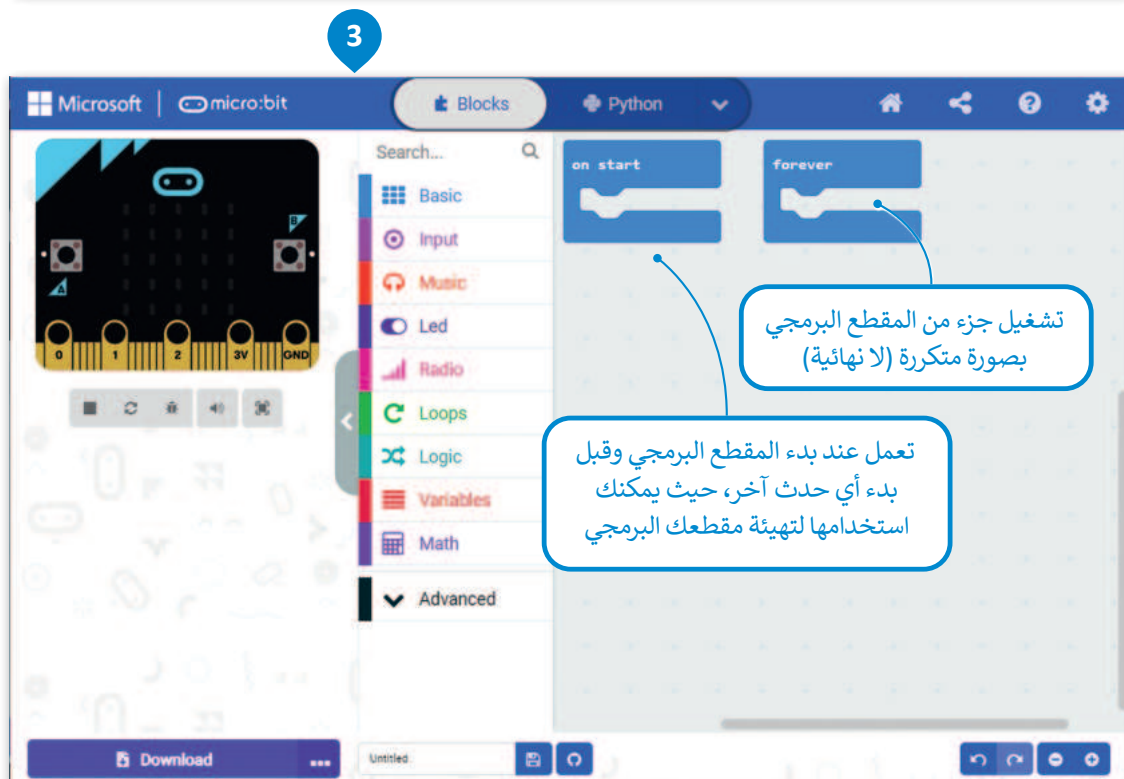 3
Microsoft | micro:bit
Blocks
Python
Search...
Basic
Input
Music
Led
Radio
Loops
Logic
Variables
Math
Advanced
on start
forever
A
B
0 1 2 3V GND
تشغيل جزء من المقطع البرمجي
بصورة متكررة (لا نهائية)
تعمل عند بدء المقطع البرمجي وقبل
بدء أي حدث آخر، حيث يمكنك
استخدامها لتهيئة مقطعك البرمجي
Download
Untitled